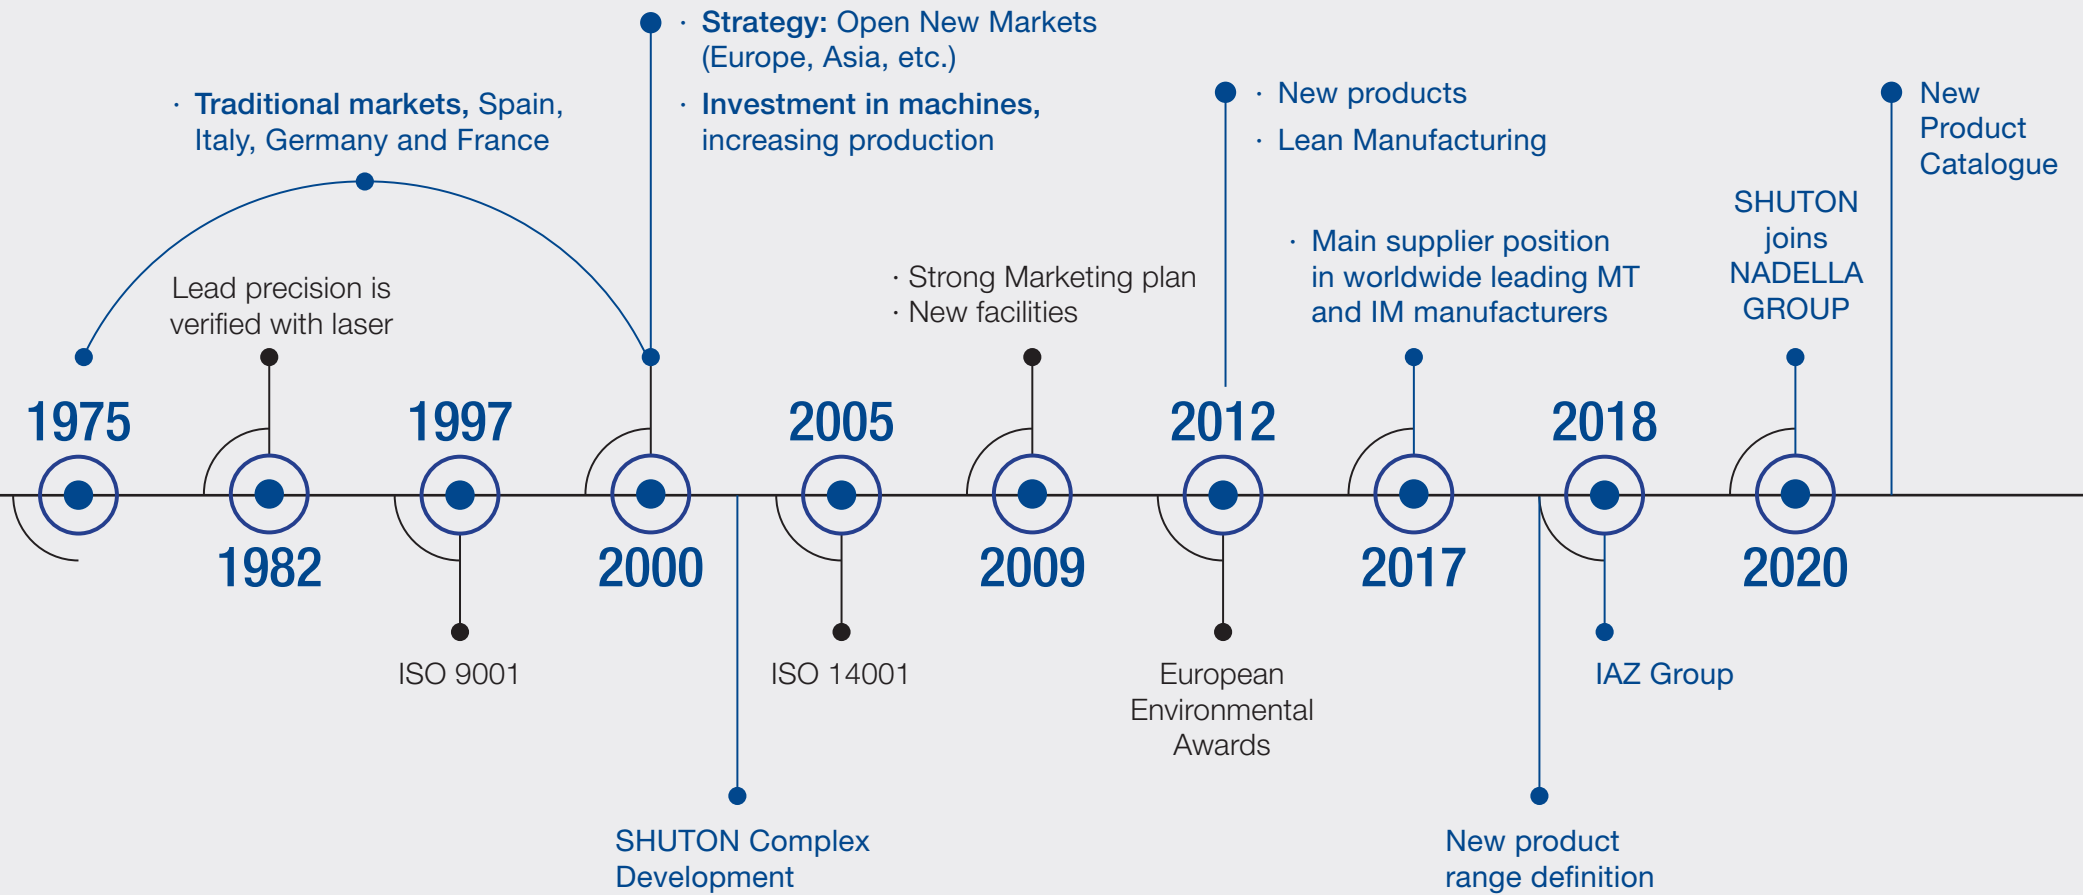 · Strategy: Open New Markets
(Europe, Asia, etc.)
· Investment in machines,
increasing production
· Traditional markets, Spain,
Italy, Germany and France
· New products
· Lean Manufacturing
New
Product
Catalogue
SHUTON
joins
NADELLA
GROUP
· Main supplier position
in worldwide leading MT
and IM manufacturers
· Strong Marketing plan
· New facilities
Lead precision is
verified with laser
1975
1997
2005
2012
2018
1982
2000
2009
2017
2020
ISO 9001
ISO 14001
European
Environmental
Awards
IAZ Group
SHUTON Complex
Development
New product
range definition